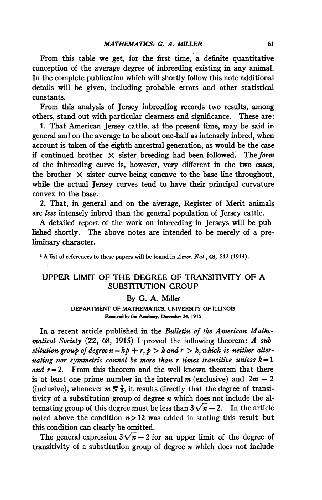 MATHEMATICS: G. A. MILLER 61
From this table we get, for the first time, a definite quantitative
conception of the average degree of inbreeding existing in any animal.
In the complete publication which will shortly follow this note additional
details will be given, including probable errors and other statistical
constants.
From this analysis of Jersey inbreeding records two results, among
others, stand out with particular clearness and significance. These are:
1. That American Jersey cattle, at the present time, may be said in
general and on the average to be about one-half as intensely inbred, when
account is taken of the eighth ancestral generation, as would be the case
if continued brother × sister breeding had been followed. The form
of the inbreeding curve is, however, very different in the two cases,
the brother × sister curve being concave to the base line throughout,
while the actual Jersey curves tend to have their principal curvature
convex to the base.
2. That, in general and on the average, Register of Merit animals
are less intensely inbred than the general population of Jersey cattle.
A detailed report of the work on inbreeding in Jerseys will be pub-
lished shortly. The above notes are intended to be merely of a pre-
liminary character.
¹ A list of references to these papers will be found in Amer. Nat., 48, 513 (1914).
UPPER LIMIT OF THE DEGREE OF TRANSITIVITY OF A
SUBSTITUTION GROUP
By G. A. Miller
DEPARTMENT OF MATHEMATICS, UNIVERSITY OF ILLINOIS
Received by the Academy, December 24, 1915
In a recent article published in the Bulletin of the American Mathe-
matical Society (22, 68, 1915) I proved the following theorem: A sub-
stitution group of degree n = kp + r, p > k and r > k, which is neither alter-
nating nor symmetric cannot be more than r times transitive unless k = 1
and r = 2. From this theorem and the well known theorem that there
is at least one prime number in the interval m (exclusive) and 2m − 2
(inclusive), whenever m ⋝ 7/2, it results directly that the degree of transi-
tivity of a substitution group of degree n which does not include the al-
ternating group of this degree must be less than 3√n − 2. In the article
noted above the condition n > 12 was added in stating this result but
this condition can clearly be omitted.
The general expression 3√n − 2 for an upper limit of the degree of
transitivity of a substitution group of degree n which does not include